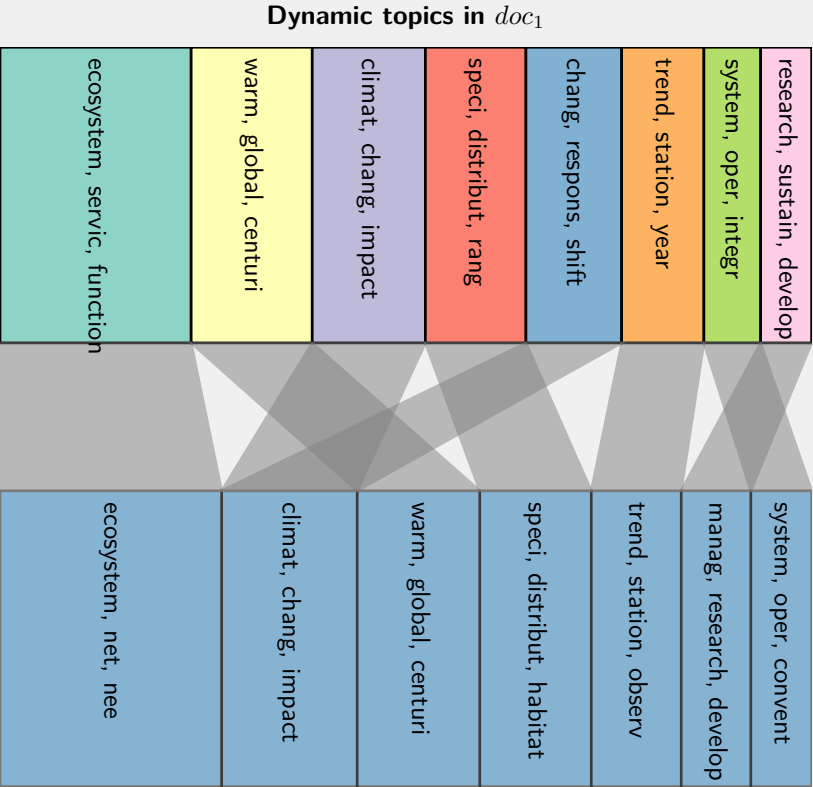 Dynamic topics in doc₁
ecosystem, servic, function
warm, global, centuri
climat, chang, impact
speci, distribut, rang
chang, respons, shift
trend, station, year
system, oper, integr
research, sustain, develop
ecosystem, net, nee
climat, chang, impact
warm, global, centuri
speci, distribut, habitat
trend, station, observ
manag, research, develop
system, oper, convent